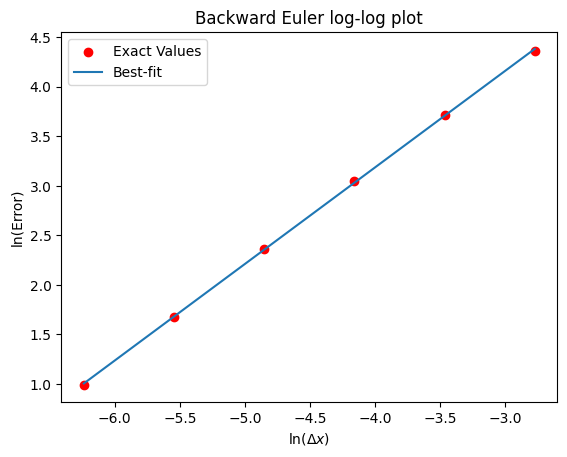 Backward Euler log-log plot
Exact Values
Best-fit
ln(Error)
4.5
4.0
3.5
3.0
2.5
2.0
1.5
1.0
−6.0 −5.5 −5.0 −4.5 −4.0 −3.5 −3.0
ln(Δx)